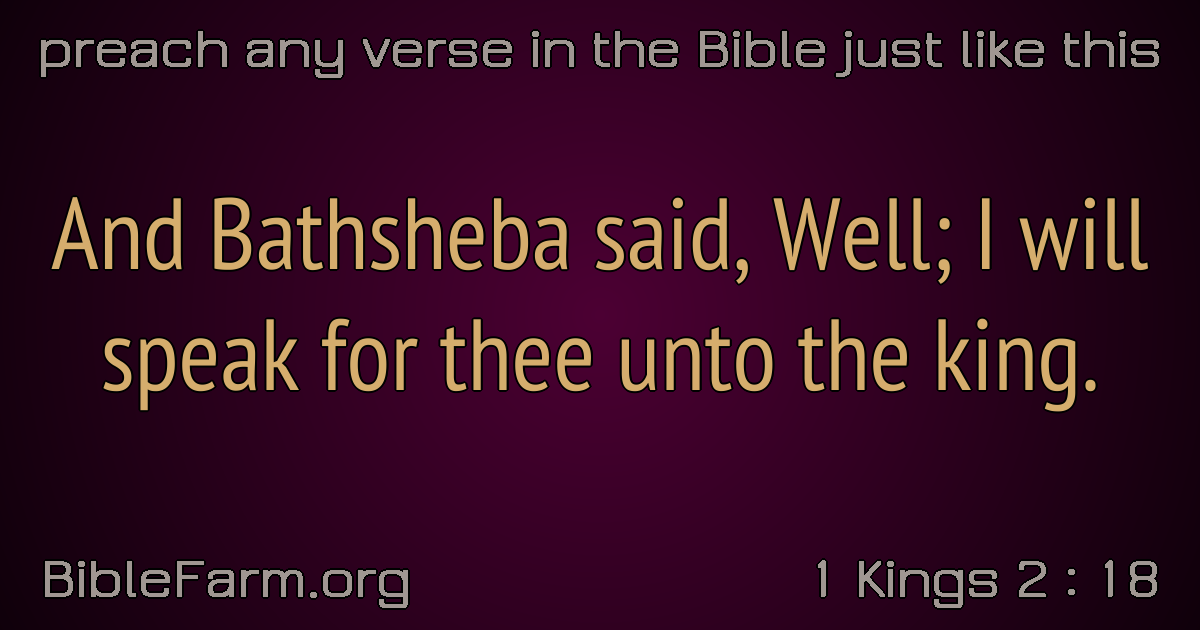 preach any verse in the Bible just like this
And Bathsheba said, Well; I will
speak for thee unto the king.
BibleFarm.org
1 Kings 2 : 18